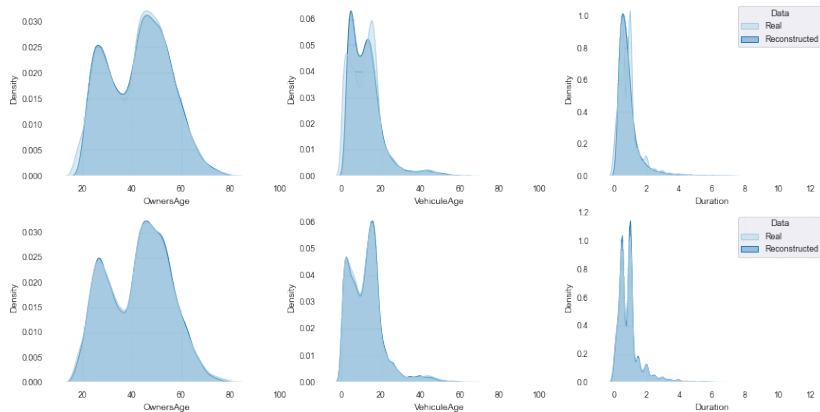 0.030
0.025
0.020
0.015
0.010
0.005
0.000
Density
20 40 60 80 100
OwnersAge
0.06
0.05
0.04
0.03
0.02
0.01
0.00
Density
0 20 40 60 80 100
VehiculeAge
1.0
0.8
0.6
0.4
0.2
0.0
Density
0 2 4 6 8 10 12
Duration
Data
Real
Reconstructed
0.030
0.025
0.020
0.015
0.010
0.005
0.000
Density
20 40 60 80 100
OwnersAge
0.06
0.05
0.04
0.03
0.02
0.01
0.00
Density
0 20 40 60 80 100
VehiculeAge
1.2
1.0
0.8
0.6
0.4
0.2
0.0
Density
0 2 4 6 8 10 12
Duration
Data
Real
Reconstructed